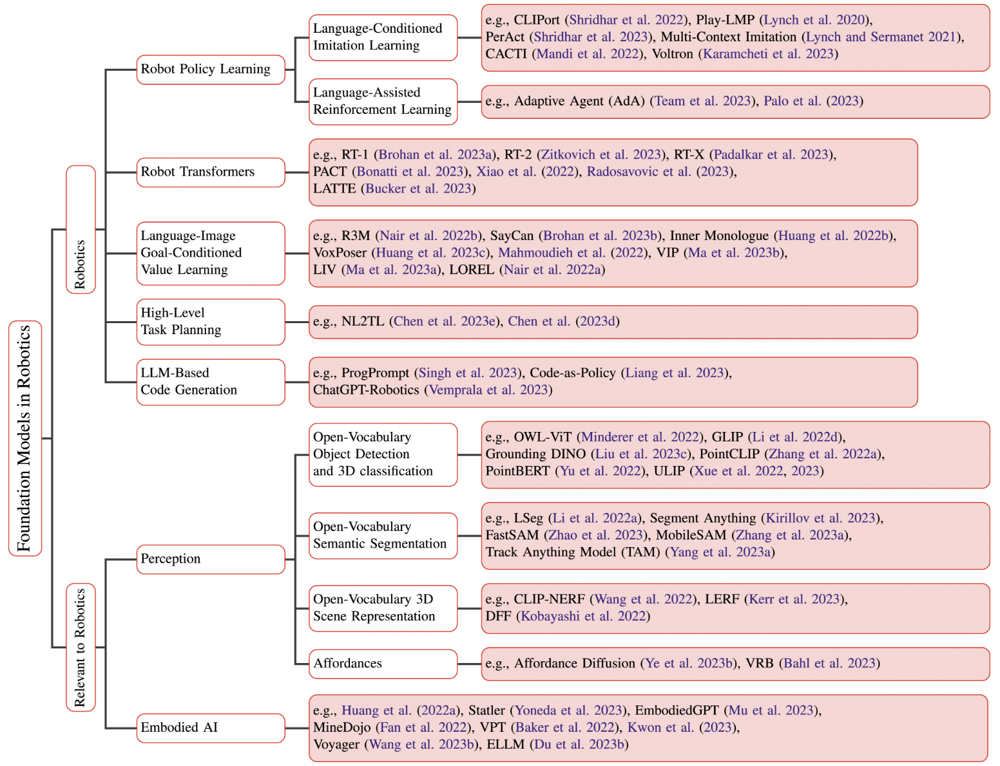 Foundation Models in Robotics
Robotics
Robot Policy Learning
Language-Conditioned
Imitation Learning
e.g., CLIPort (Shridhar et al. 2022), Play-LMP (Lynch et al. 2020),
PerAct (Shridhar et al. 2023), Multi-Context Imitation (Lynch and Sermanet 2021),
CACTI (Mandi et al. 2022), Voltron (Karamcheti et al. 2023)
Language-Assisted
Reinforcement Learning
e.g., Adaptive Agent (AdA) (Team et al. 2023), Palo et al. (2023)
Robot Transformers
e.g., RT-1 (Brohan et al. 2023a), RT-2 (Zitkovich et al. 2023), RT-X (Padalkar et al. 2023),
PACT (Bonatti et al. 2023), Xiao et al. (2022), Radosavovic et al. (2023),
LATTE (Bucker et al. 2023)
Language-Image
Goal-Conditioned
Value Learning
e.g., R3M (Nair et al. 2022b), SayCan (Brohan et al. 2023b), Inner Monologue (Huang et al. 2022b),
VoxPoser (Huang et al. 2023c), Mahmoudieh et al. (2022), VIP (Ma et al. 2023b),
LIV (Ma et al. 2023a), LOREL (Nair et al. 2022a)
High-Level
Task Planning
e.g., NL2TL (Chen et al. 2023e), Chen et al. (2023d)
LLM-Based
Code Generation
e.g., ProgPrompt (Singh et al. 2023), Code-as-Policy (Liang et al. 2023),
ChatGPT-Robotics (Vemprala et al. 2023)
Relevant to Robotics
Perception
Open-Vocabulary
Object Detection
and 3D classification
e.g., OWL-ViT (Minderer et al. 2022), GLIP (Li et al. 2022d),
Grounding DINO (Liu et al. 2023c), PointCLIP (Zhang et al. 2022a),
PointBERT (Yu et al. 2022), ULIP (Xue et al. 2022, 2023)
Open-Vocabulary
Semantic Segmentation
e.g., LSeg (Li et al. 2022a), Segment Anything (Kirillov et al. 2023),
FastSAM (Zhao et al. 2023), MobileSAM (Zhang et al. 2023a),
Track Anything Model (TAM) (Yang et al. 2023a)
Open-Vocabulary 3D
Scene Representation
e.g., CLIP-NERF (Wang et al. 2022), LERF (Kerr et al. 2023),
DFF (Kobayashi et al. 2022)
Affordances
e.g., Affordance Diffusion (Ye et al. 2023b), VRB (Bahl et al. 2023)
Embodied AI
e.g., Huang et al. (2022a), Statler (Yoneda et al. 2023), EmbodiedGPT (Mu et al. 2023),
MineDojo (Fan et al. 2022), VPT (Baker et al. 2022), Kwon et al. (2023),
Voyager (Wang et al. 2023b), ELLM (Du et al. 2023b)